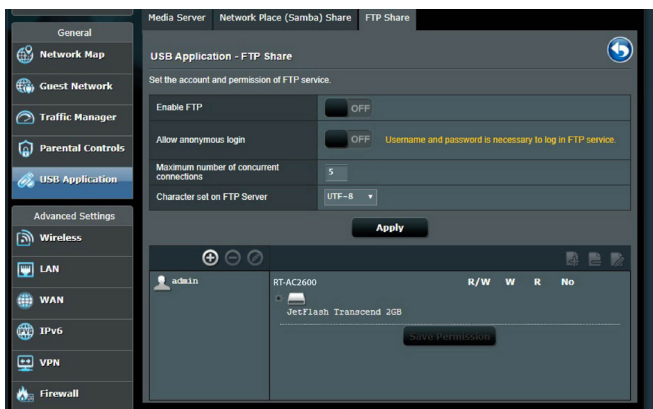 Media Server
Network Place (Samba) Share
FTP Share
General
Network Map
Guest Network
Traffic Manager
Parental Controls
USB Application
Advanced Settings
Wireless
LAN
WAN
IPv6
VPN
Firewall
USB Application - FTP Share
Set the account and permission of FTP service.
Enable FTP
OFF
Allow anonymous login
OFF
Username and password is necessary to log in FTP service.
Maximum number of concurrent
connections
5
Character set on FTP Server
UTF-8
Apply
admin
RT-AC2600
R/W W R No
JetFlash Transcend 2GB
Save Permission